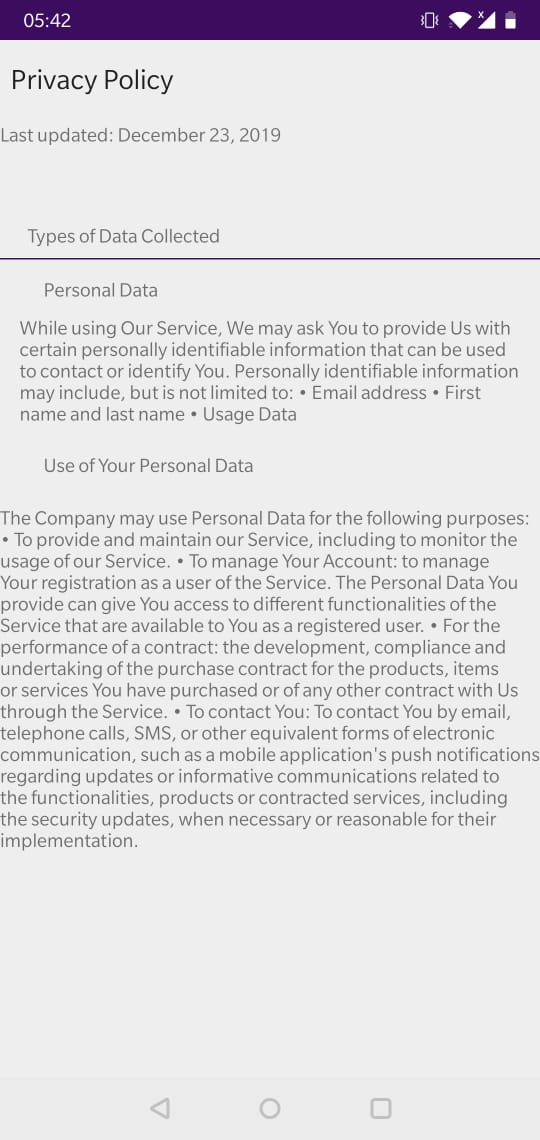 05:42
Privacy Policy
Last updated: December 23, 2019
Types of Data Collected
Personal Data
While using Our Service, We may ask You to provide Us with
certain personally identifiable information that can be used
to contact or identify You. Personally identifiable information
may include, but is not limited to: • Email address • First
name and last name • Usage Data
Use of Your Personal Data
The Company may use Personal Data for the following purposes:
• To provide and maintain our Service, including to monitor the
usage of our Service. • To manage Your Account: to manage
Your registration as a user of the Service. The Personal Data You
provide can give You access to different functionalities of the
Service that are available to You as a registered user. • For the
performance of a contract: the development, compliance and
undertaking of the purchase contract for the products, items
or services You have purchased or of any other contract with Us
through the Service. • To contact You: To contact You by email,
telephone calls, SMS, or other equivalent forms of electronic
communication, such as a mobile application's push notifications
regarding updates or informative communications related to
the functionalities, products or contracted services, including
the security updates, when necessary or reasonable for their
implementation.